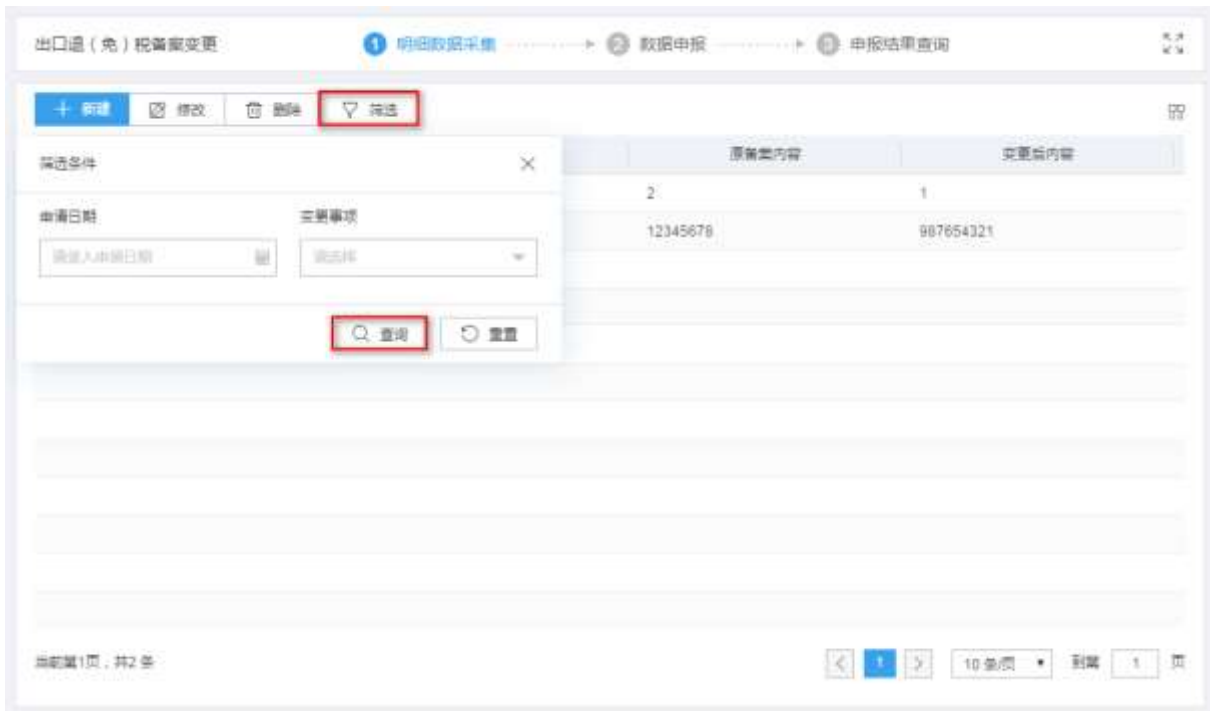 出口退（免）税备案变更 1 明细数据采集 2 数据申报 3 申报结果查询
新建 修改 删除 筛选
筛选条件 原备案内容 变更后内容
2 1
申请日期 变更事项
12345678 987654321
请输入申请日期 请选择
查询 重置
当前第1页，共2 条 1 10 条/页 到第 1 页